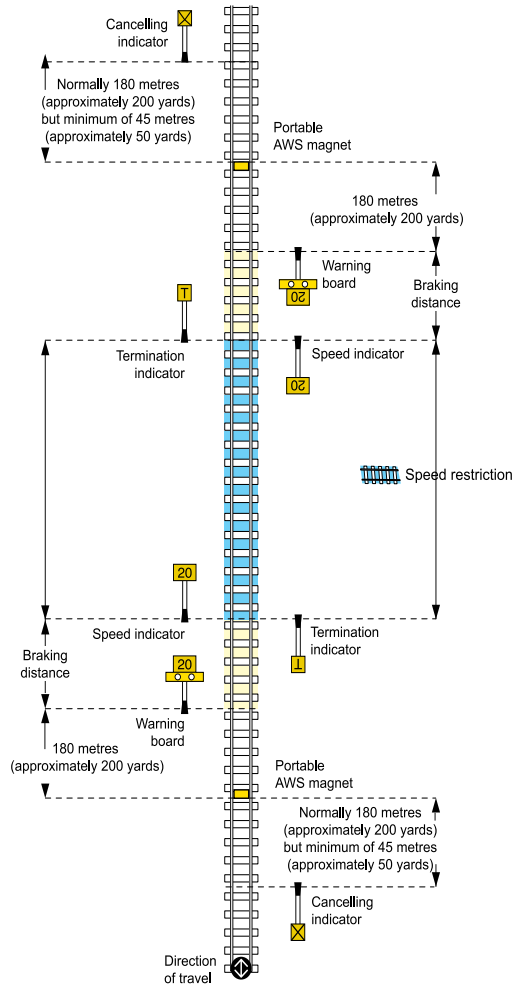 Cancelling
indicator
Normally 180 metres
(approximately 200 yards)
but minimum of 45 metres
(approximately 50 yards)
Portable
AWS magnet
180 metres
(approximately 200 yards)
Warning
board
20
Braking
distance
T
Termination
indicator
Speed indicator
20
Speed restriction
20
Speed indicator
Termination
indicator
T
Braking
distance
20
Warning
board
180 metres
(approximately 200 yards)
Portable
AWS magnet
Normally 180 metres
(approximately 200 yards)
but minimum of 45 metres
(approximately 50 yards)
Cancelling
indicator
Direction
of travel